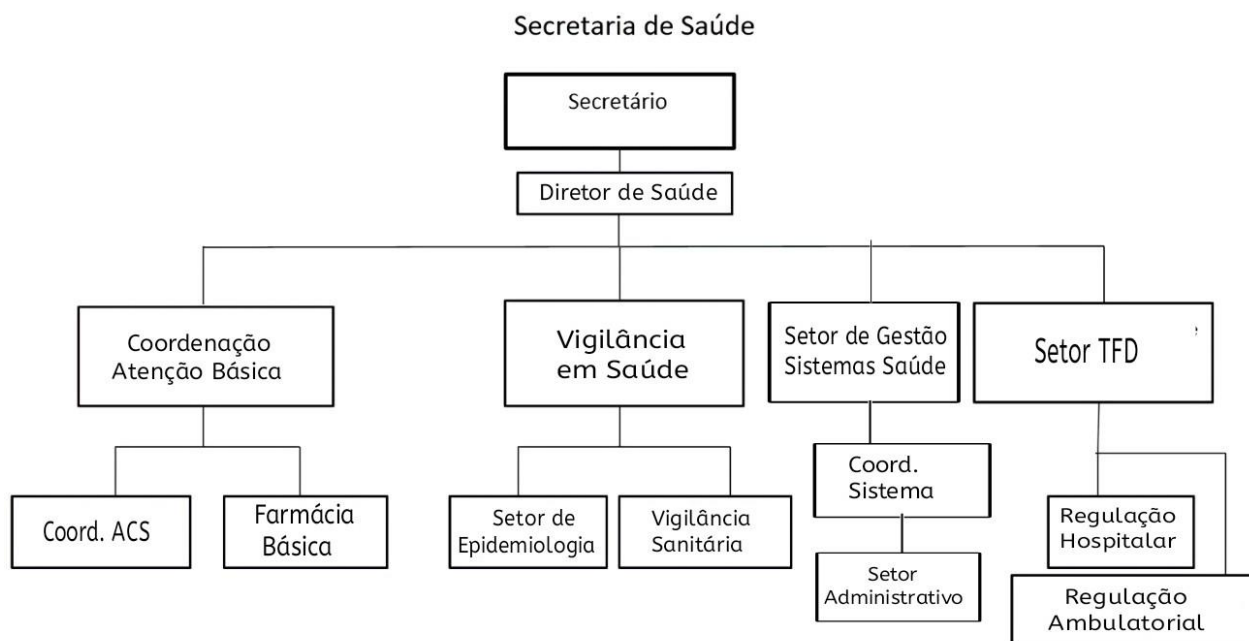 Secretaria de Saúde
Secretário
Diretor de Saúde
Coordenação
Atenção Básica
Vigilância
em Saúde
Setor de Gestão
Sistemas Saúde
Setor TFD
Coord. ACS
Farmácia
Básica
Setor de
Epidemiologia
Vigilância
Sanitária
Coord.
Sistema
Setor
Administrativo
Regulação
Hospitalar
Regulação
Ambulatorial